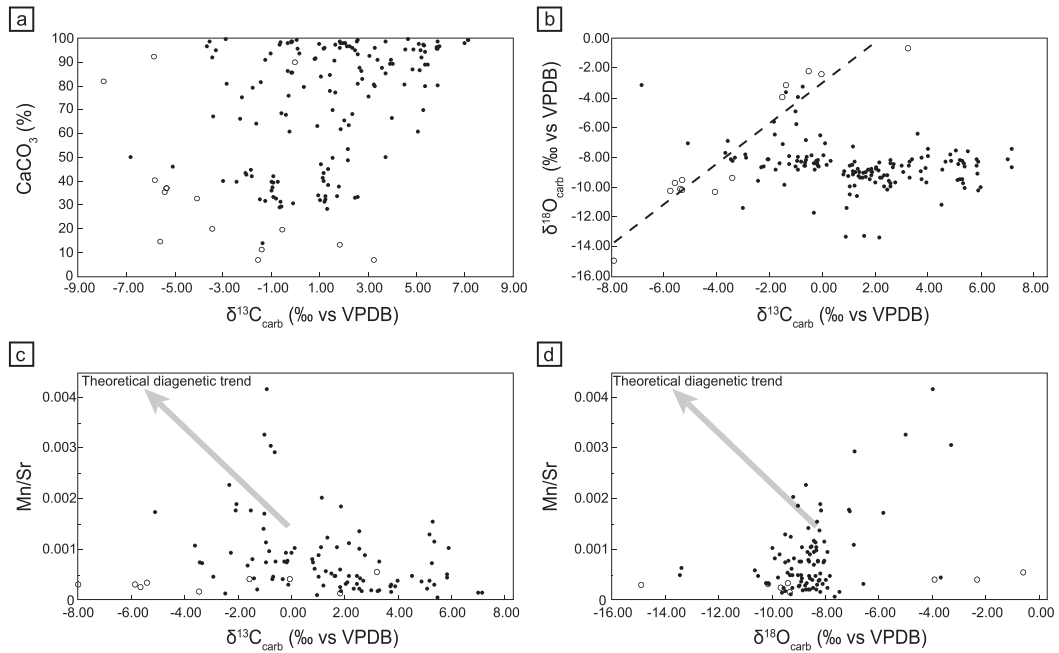 a
100
90
80
70
60
50
40
30
20
10
0
CaCO3 (%)
-9.00 -7.00 -5.00 -3.00 -1.00 1.00 3.00 5.00 7.00 9.00
δ13Ccarb (‰ vs VPDB)
b
0.00
-2.00
-4.00
-6.00
-8.00
-10.00
-12.00
-14.00
-16.00
δ18Ocarb (‰ vs VPDB)
-8.00 -6.00 -4.00 -2.00 0.00 2.00 4.00 6.00 8.00
δ13Ccarb (‰ vs VPDB)
c
Theoretical diagenetic trend
0.004
0.003
0.002
0.001
0
Mn/Sr
-8.00 -6.00 -4.00 -2.00 0.00 2.00 4.00 6.00 8.00
δ13Ccarb (‰ vs VPDB)
d
Theoretical diagenetic trend
0.004
0.003
0.002
0.001
0
Mn/Sr
-16.00 -14.00 -12.00 -10.00 -8.00 -6.00 -4.00 -2.00 0.00
δ18Ocarb (‰ vs VPDB)